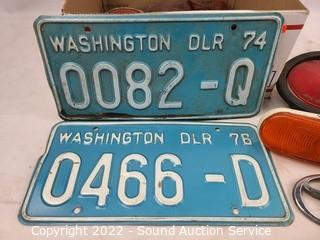 WASHINGTON DLR 74
0082-Q
WASHINGTON DLR 76
0466-D
Copyright 2022 - Sound Auction Service